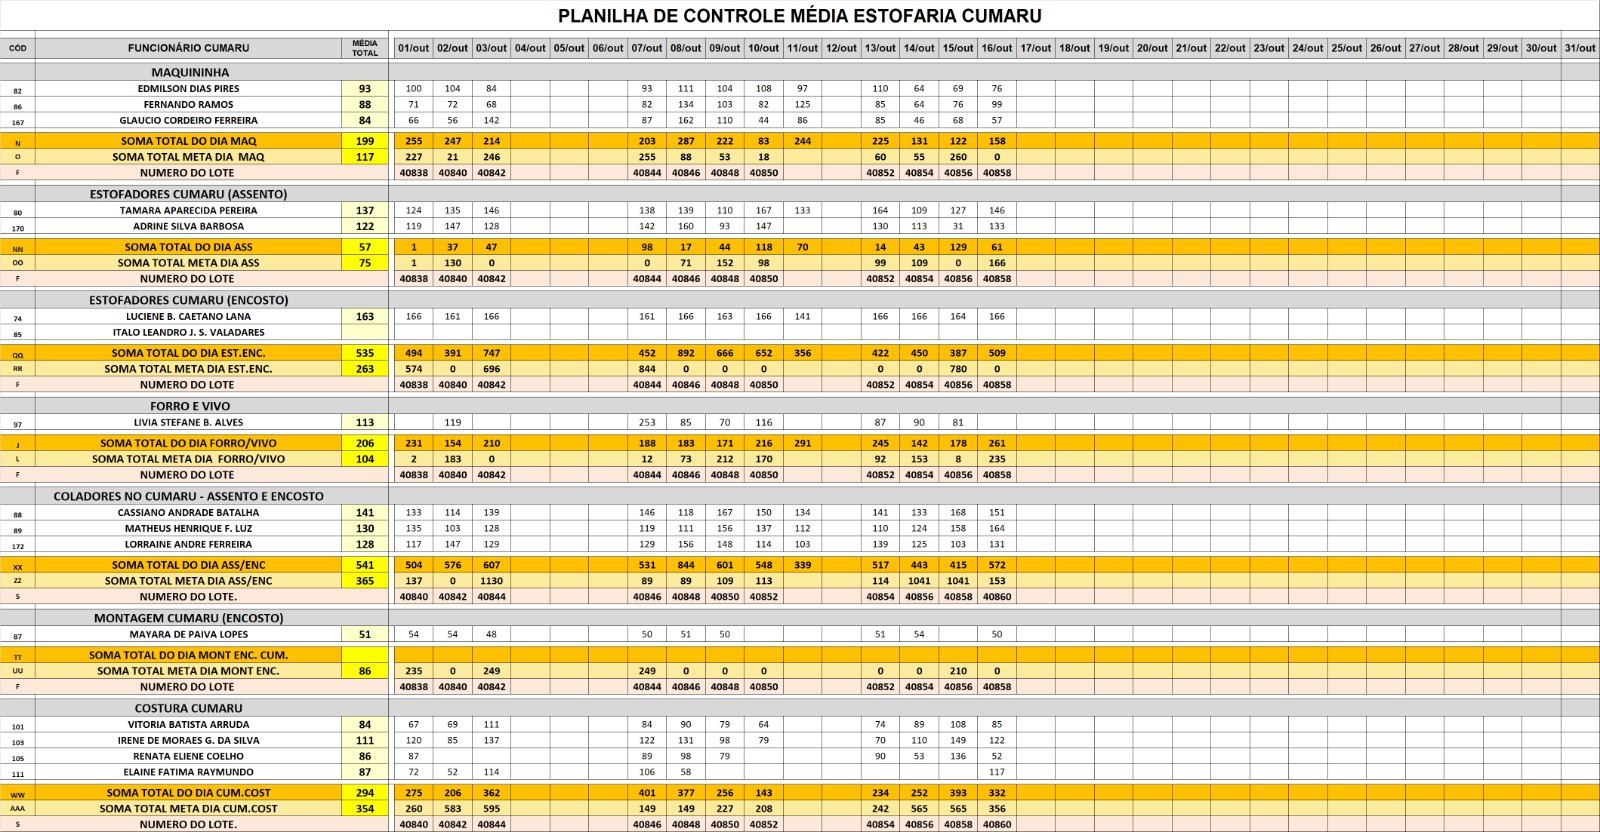 PLANILHA DE CONTROLE MÉDIA ESTOFARIA CUMARU
CÓD FUNCIONÁRIO CUMARU MÉDIA TOTAL 01/out 02/out 03/out 04/out 05/out 06/out 07/out 08/out 09/out 10/out 11/out 12/out 13/out 14/out 15/out 16/out 17/out 18/out 19/out 20/out 21/out 22/out 23/out 24/out 25/out 26/out 27/out 28/out 29/out 30/out 31/out
MAQUININHA
82 EDMILSON DIAS PIRES 93 100 104 84 93 111 104 108 97 110 64 69 76
86 FERNANDO RAMOS 88 71 72 68 82 134 103 82 125 85 64 76 99
167 GLAUCIO CORDEIRO FERREIRA 84 66 56 142 87 162 110 44 86 85 46 68 57
N SOMA TOTAL DO DIA MAQ 199 255 247 214 203 287 222 83 244 225 131 122 158
O SOMA TOTAL META DIA MAQ 117 227 21 246 255 88 53 18 60 55 260 0
F NUMERO DO LOTE 40838 40840 40842 40844 40846 40848 40850 40852 40854 40856 40858
ESTOFADORES CUMARU (ASSENTO)
80 TAMARA APARECIDA PEREIRA 137 124 135 146 138 139 110 167 133 164 109 127 146
170 ADRINE SILVA BARBOSA 122 119 147 128 142 160 93 147 130 113 31 133
NN SOMA TOTAL DO DIA ASS 57 1 37 47 98 17 44 118 70 14 43 129 61
OO SOMA TOTAL META DIA ASS 75 1 130 0 0 71 152 98 99 109 0 166
F NUMERO DO LOTE 40838 40840 40842 40844 40846 40848 40850 40852 40854 40856 40858
ESTOFADORES CUMARU (ENCOSTO)
74 LUCIENE B. CAETANO LANA 163 166 161 166 161 166 163 166 141 166 166 164 166
85 ITALO LEANDRO J. S. VALADARES
QQ SOMA TOTAL DO DIA EST.ENC. 535 494 391 747 452 892 666 652 356 422 450 387 509
RR SOMA TOTAL META DIA EST.ENC. 263 574 0 696 844 0 0 0 0 0 780 0
F NUMERO DO LOTE 40838 40840 40842 40844 40846 40848 40850 40852 40854 40856 40858
FORRO E VIVO
97 LIVIA STEFANE B. ALVES 113 119 253 85 70 116 87 90 81
J SOMA TOTAL DO DIA FORRO/VIVO 206 231 154 210 188 183 171 216 291 245 142 178 261
L SOMA TOTAL META DIA FORRO/VIVO 104 2 183 0 12 73 212 170 92 153 8 235
F NUMERO DO LOTE 40838 40840 40842 40844 40846 40848 40850 40852 40854 40856 40858
COLADORES NO CUMARU - ASSENTO E ENCOSTO
88 CASSIANO ANDRADE BATALHA 141 133 114 139 146 118 167 150 134 141 133 168 151
89 MATHEUS HENRIQUE F. LUZ 130 135 103 128 119 111 156 137 112 110 124 158 164
172 LORRAINE ANDRE FERREIRA 128 117 147 129 129 156 148 114 103 139 125 103 131
XX SOMA TOTAL DO DIA ASS/ENC 541 504 576 607 531 844 601 548 339 517 443 415 572
ZZ SOMA TOTAL META DIA ASS/ENC 365 137 0 1130 89 89 109 113 114 1041 1041 153
S NUMERO DO LOTE. 40840 40842 40844 40846 40848 40850 40852 40854 40856 40858 40860
MONTAGEM CUMARU (ENCOSTO)
87 MAYARA DE PAIVA LOPES 51 54 54 48 50 51 50 51 54 50
TT SOMA TOTAL DO DIA MONT ENC. CUM.
UU SOMA TOTAL META DIA MONT ENC. 86 235 0 249 249 0 0 0 0 0 210 0
F NUMERO DO LOTE 40838 40840 40842 40844 40846 40848 40850 40852 40854 40856 40858
COSTURA CUMARU
101 VITORIA BATISTA ARRUDA 84 67 69 111 84 90 79 64 74 89 108 85
103 IRENE DE MORAES G. DA SILVA 111 120 85 137 122 131 98 79 70 110 149 122
105 RENATA ELIENE COELHO 86 87 89 98 79 90 53 136 52
111 ELAINE FATIMA RAYMUNDO 87 72 52 114 106 58 117
WW SOMA TOTAL DO DIA CUM.COST 294 275 206 362 401 377 256 143 234 252 393 332
AAA SOMA TOTAL META DIA CUM.COST 354 260 583 595 149 149 227 208 242 565 565 356
S NUMERO DO LOTE. 40840 40842 40844 40846 40848 40850 40852 40854 40856 40858 40860